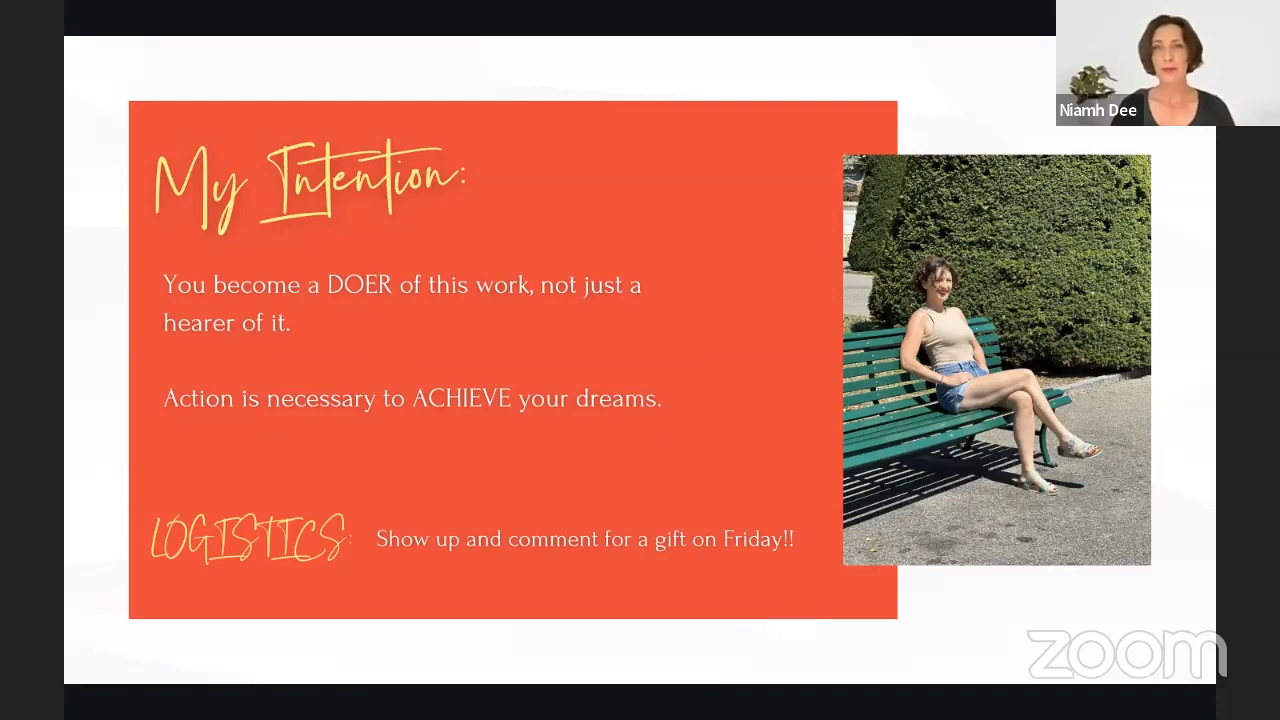 Niamh Dee
My Intention:
You become a DOER of this work, not just a
hearer of it.
Action is necessary to ACHIEVE your dreams.
LOGISTICS: Show up and comment for a gift on Friday!!
zoom